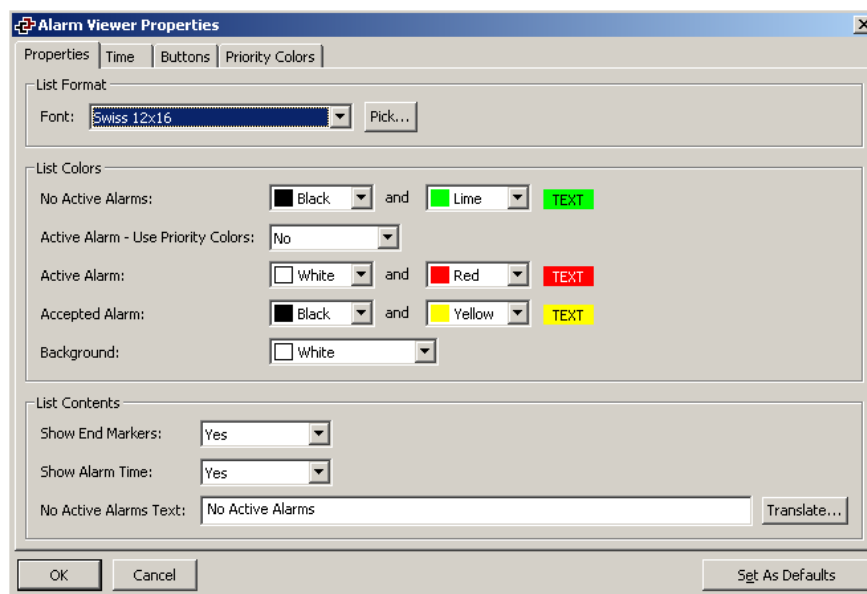 Alarm Viewer Properties
Properties Time Buttons Priority Colors
List Format
Font: Swiss 12x16 Pick...
List Colors
No Active Alarms: Black and Lime TEXT
Active Alarm - Use Priority Colors: No
Active Alarm: White and Red TEXT
Accepted Alarm: Black and Yellow TEXT
Background: White
List Contents
Show End Markers: Yes
Show Alarm Time: Yes
No Active Alarms Text: No Active Alarms Translate...
OK Cancel Set As Defaults